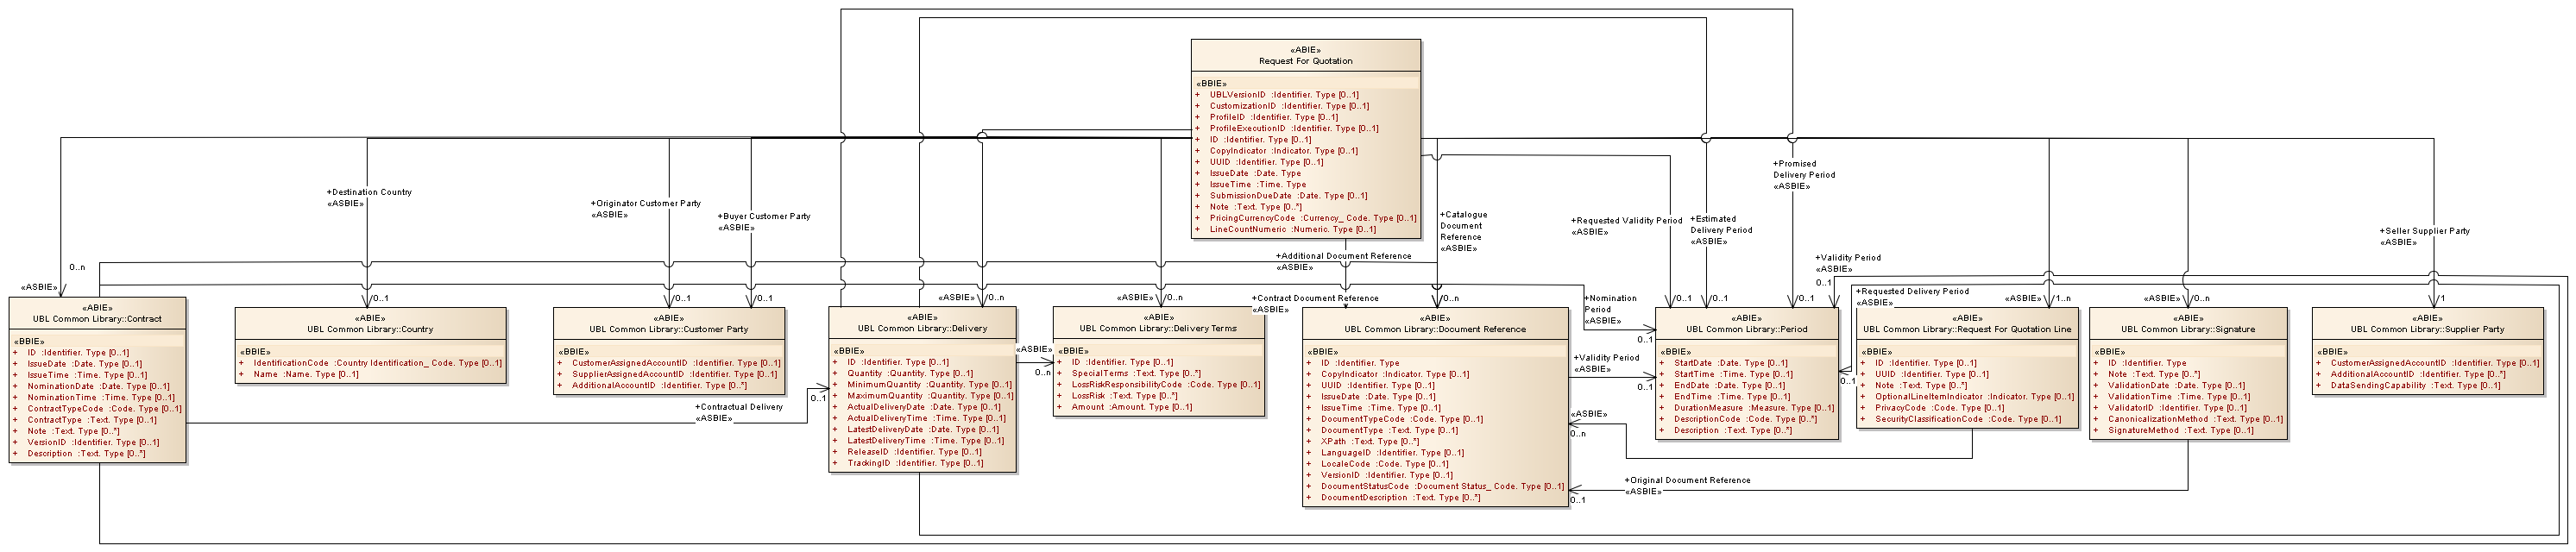 «ABIE»
Request For Quotation
«BBIE»
+ UBLVersionID :Identifier. Type [0..1]
+ CustomizationID :Identifier. Type [0..1]
+ ProfileID :Identifier. Type [0..1]
+ ProfileExecutionID :Identifier. Type [0..1]
+ ID :Identifier. Type [0..1]
+ CopyIndicator :Indicator. Type [0..1]
+ UUID :Identifier. Type [0..1]
+ IssueDate :Date. Type
+ IssueTime :Time. Type
+ SubmissionDueDate :Date. Type [0..1]
+ Note :Text. Type [0..*]
+ PricingCurrencyCode :Currency_ Code. Type [0..1]
+ LineCountNumeric :Numeric. Type [0..1]
+Destination Country
«ASBIE»
+Originator Customer Party
«ASBIE»
+Buyer Customer Party
«ASBIE»
+Catalogue
Document
Reference
«ASBIE»
+Additional Document Reference
«ASBIE»
+Requested Validity Period
«ASBIE»
+Estimated
Delivery Period
«ASBIE»
+Promised
Delivery Period
«ASBIE»
+Seller Supplier Party
«ASBIE»
+Validity Period
«ASBIE»
0..1
+Requested Delivery Period
«ASBIE»
+Contract Document Reference
«ASBIE»
+Nomination
Period
«ASBIE»
0..1
0..n
«ASBIE»
0..1
0..1
0..1
«ASBIE» 0..n
«ASBIE» 0..n
0..n
0..1
0..1
0..1
«ASBIE» 1..n
«ASBIE» 0..n
1
«ABIE»
UBL Common Library::Contract
«BBIE»
+ ID :Identifier. Type [0..1]
+ IssueDate :Date. Type [0..1]
+ IssueTime :Time. Type [0..1]
+ NominationDate :Date. Type [0..1]
+ NominationTime :Time. Type [0..1]
+ ContractTypeCode :Code. Type [0..1]
+ ContractType :Text. Type [0..1]
+ Note :Text. Type [0..*]
+ VersionID :Identifier. Type [0..1]
+ Description :Text. Type [0..*]
«ABIE»
UBL Common Library::Country
«BBIE»
+ IdentificationCode :Country Identification_ Code. Type [0..1]
+ Name :Name. Type [0..1]
«ABIE»
UBL Common Library::Customer Party
«BBIE»
+ CustomerAssignedAccountID :Identifier. Type [0..1]
+ SupplierAssignedAccountID :Identifier. Type [0..1]
+ AdditionalAccountID :Identifier. Type [0..*]
+Contractual Delivery
«ASBIE»
0..1
«ABIE»
UBL Common Library::Delivery
«BBIE»
+ ID :Identifier. Type [0..1]
+ Quantity :Quantity. Type [0..1]
+ MinimumQuantity :Quantity. Type [0..1]
+ MaximumQuantity :Quantity. Type [0..1]
+ ActualDeliveryDate :Date. Type [0..1]
+ ActualDeliveryTime :Time. Type [0..1]
+ LatestDeliveryDate :Date. Type [0..1]
+ LatestDeliveryTime :Time. Type [0..1]
+ ReleaseID :Identifier. Type [0..1]
+ TrackingID :Identifier. Type [0..1]
«ASBIE»
0..n
«ABIE»
UBL Common Library::Delivery Terms
«BBIE»
+ ID :Identifier. Type [0..1]
+ SpecialTerms :Text. Type [0..*]
+ LossRiskResponsibilityCode :Code. Type [0..1]
+ LossRisk :Text. Type [0..*]
+ Amount :Amount. Type [0..1]
«ABIE»
UBL Common Library::Document Reference
«BBIE»
+ ID :Identifier. Type
+ CopyIndicator :Indicator. Type [0..1]
+ UUID :Identifier. Type [0..1]
+ IssueDate :Date. Type [0..1]
+ IssueTime :Time. Type [0..1]
+ DocumentTypeCode :Code. Type [0..1]
+ DocumentType :Text. Type [0..1]
+ XPath :Text. Type [0..*]
+ LanguageID :Identifier. Type [0..1]
+ LocaleCode :Code. Type [0..1]
+ VersionID :Identifier. Type [0..1]
+ DocumentStatusCode :Document Status_ Code. Type [0..1]
+ DocumentDescription :Text. Type [0..*]
+Validity Period
«ASBIE»
0..1
«ASBIE»
0..n
+Original Document Reference
«ASBIE»
0..1
«ABIE»
UBL Common Library::Period
«BBIE»
+ StartDate :Date. Type [0..1]
+ StartTime :Time. Type [0..1]
+ EndDate :Date. Type [0..1]
+ EndTime :Time. Type [0..1]
+ DurationMeasure :Measure. Type [0..1]
+ DescriptionCode :Code. Type [0..*]
+ Description :Text. Type [0..*]
0..1
«ABIE»
UBL Common Library::Request For Quotation Line
«BBIE»
+ ID :Identifier. Type [0..1]
+ UUID :Identifier. Type [0..1]
+ Note :Text. Type [0..*]
+ OptionalLineItemIndicator :Indicator. Type [0..1]
+ PrivacyCode :Code. Type [0..1]
+ SecurityClassificationCode :Code. Type [0..1]
«ABIE»
UBL Common Library::Signature
«BBIE»
+ ID :Identifier. Type
+ Note :Text. Type [0..*]
+ ValidationDate :Date. Type [0..1]
+ ValidationTime :Time. Type [0..1]
+ ValidatorID :Identifier. Type [0..1]
+ CanonicalizationMethod :Text. Type [0..1]
+ SignatureMethod :Text. Type [0..1]
«ABIE»
UBL Common Library::Supplier Party
«BBIE»
+ CustomerAssignedAccountID :Identifier. Type [0..1]
+ AdditionalAccountID :Identifier. Type [0..*]
+ DataSendingCapability :Text. Type [0..1]